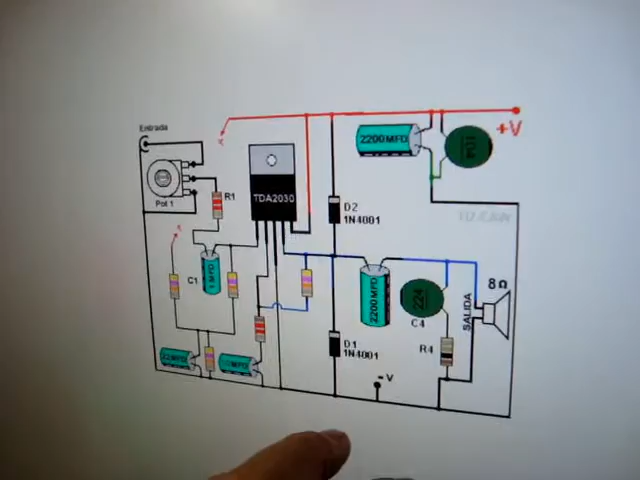 Entrada
Pot 1
R1
TDA2030
2200 MFD
104
+V
D2
1N4001
C1
2200 MFD
224
C4
SALIDA
8 Ω
R4
D1
1N4001
- V